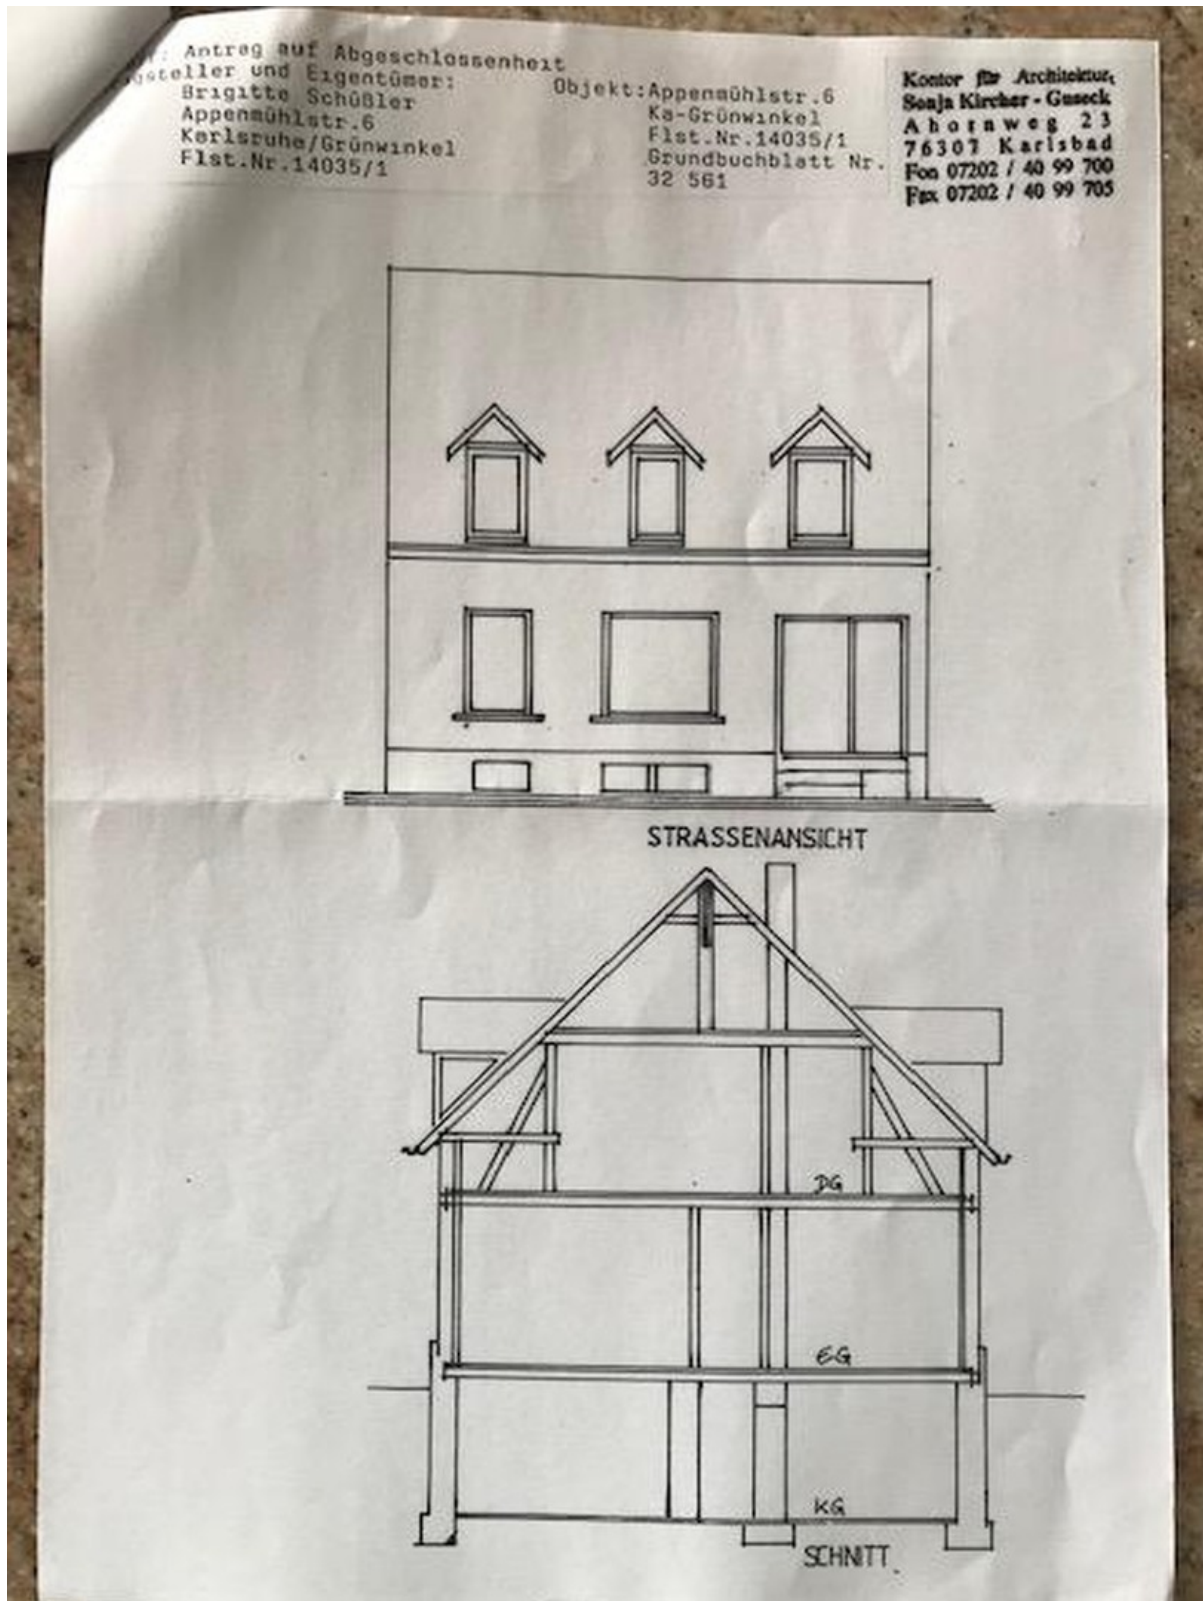 Antrag auf Abgeschlossenheit
und Eigentümer:
Brigitte Schüßler
Appenmühlstr.6
Karlsruhe/Grünwinkel
Flst.Nr.14035/1
Objekt:Appenmühlstr.6
Ka-Grünwinkel
Flst.Nr.14035/1
Grundbuchblatt Nr.
32 561
Kontor für Architektur,
Sonja Kircher - Guseck
Ahornweg 23
76307 Karlsbad
Fon 07202 / 40 99 700
Fax 07202 / 40 99 705
STRASSENANSICHT
DG
EG
KG
SCHNITT